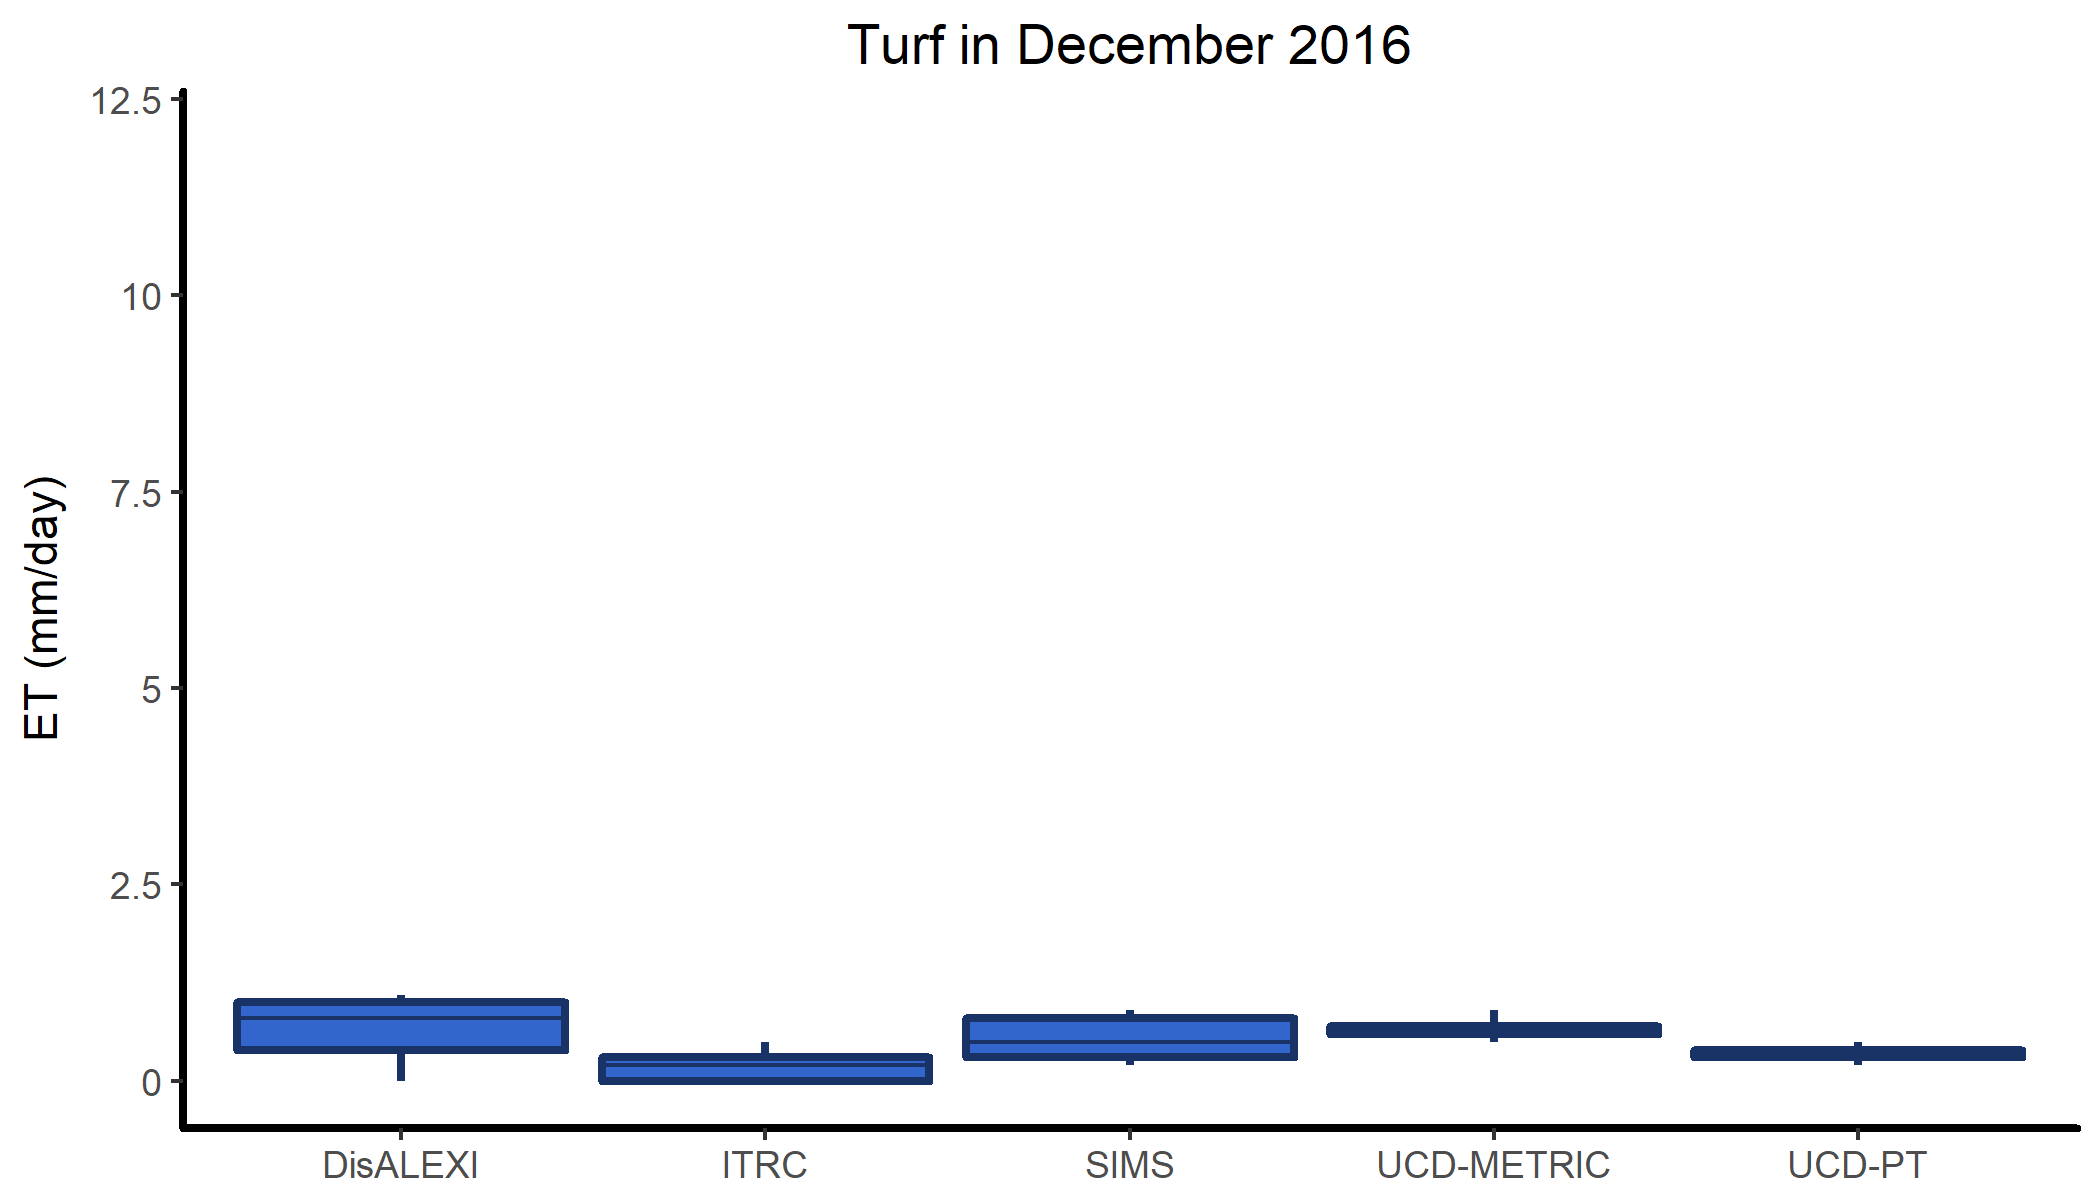 Turf in December 2016
ET (mm/day)
12.5
10
7.5
5
2.5
0
DisALEXI ITRC SIMS UCD-METRIC UCD-PT